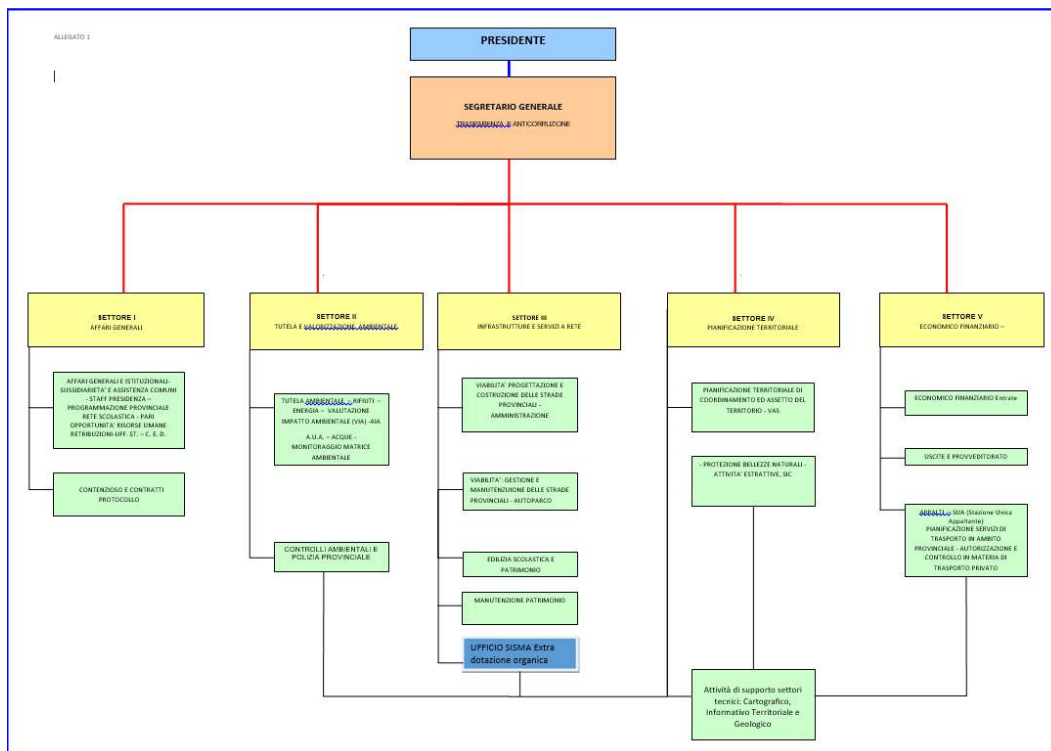 ALLEGATO 1
PRESIDENTE
SEGRETARIO GENERALE
TRASPARENZA E ANTICORRUZIONE
SETTORE I
AFFARI GENERALI
AFFARI GENERALI E ISTITUZIONALI-
SUSSIDIARIETA' E ASSISTENZA COMUNI
- STAFF PRESIDENZA –
PROGRAMMAZIONE PROVINCIALE
RETE SCOLASTICA - PARI
OPPORTUNITA' RISORSE UMANE
RETRIBUZIONI-UFF. ST. – C. E. D.
CONTENZIOSO E CONTRATTI
PROTOCOLLO
SETTORE II
TUTELA E VALORIZZAZIONE AMBIENTALE
TUTELA AMBIENTALE – RIFIUTI –
ENERGIA – VALUTAZIONE
IMPATTO AMBIENTALE (VIA) -AIA
A.U.A. – ACQUE -
MONITORAGGIO MATRICE
AMBIENTALE
CONTROLLI AMBIENTALI E
POLIZIA PROVINCIALE
SETTORE III
INFRASTRUTTURE E SERVIZI A RETE
VIABILITA' PROGETTAZIONE E
COSTRUZIONE DELLE STRADE
PROVINCIALI -
AMMINISTRAZIONE
VIABILITA': GESTIONE E
MANUTENZUIONE DELLE STRADE
PROVINCIALI - AUTOPARCO
EDILIZIA SCOLASTICA E
PATRIMONIO
MANUTENZIONE PATRIMONIO
UFFICIO SISMA Extra
dotazione organica
SETTORE IV
PIANIFICAZIONE TERRITORIALE
PIANIFICAZIONE TERRITORIALE DI
COORDINAMENTO ED ASSETTO DEL
TERRITORIO - VAS
- PROTEZIONE BELLEZZE NATURALI -
ATTIVITA' ESTRATTIVE, SIC
Attività di supporto settori
tecnici: Cartografico,
Informativo Territoriale e
Geologico
SETTORE V
ECONOMICO FINANZIARIO –
ECONOMICO FINANZIARIO Entrate
USCITE E PROVVEDITORATO
APPALTI – SUA (Stazione Unica
Appaltante)
PIANIFICAZIONE SERVIZI DI
TRASPORTO IN AMBITO
PROVINCIALE - AUTORIZZAZIONE E
CONTROLLO IN MATERIA DI
TRASPORTO PRIVATO